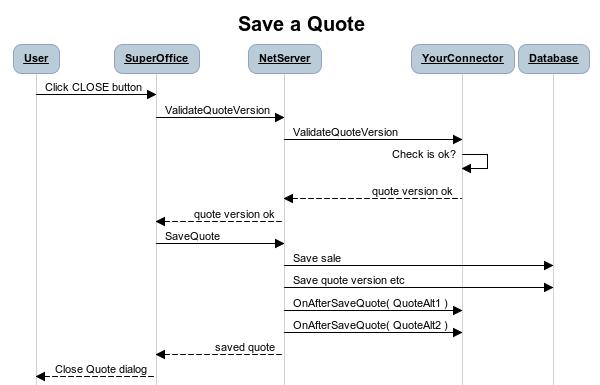 Save a Quote
User
SuperOffice
NetServer
YourConnector
Database
Click CLOSE button
ValidateQuoteVersion
ValidateQuoteVersion
Check is ok?
quote version ok
quote version ok
SaveQuote
Save sale
Save quote version etc
OnAfterSaveQuote( QuoteAlt1 )
OnAfterSaveQuote( QuoteAlt2 )
saved quote
Close Quote dialog